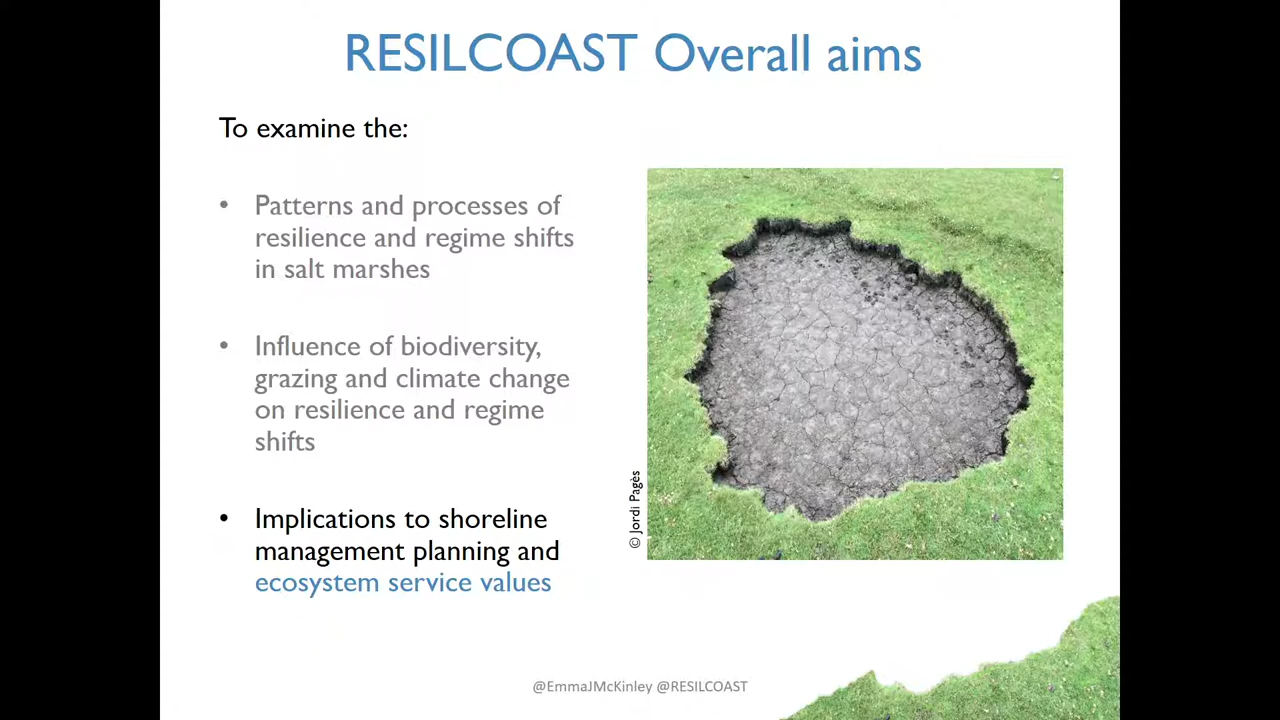 RESILCOAST Overall aims
To examine the:
• Patterns and processes of
resilience and regime shifts
in salt marshes
• Influence of biodiversity,
grazing and climate change
on resilience and regime
shifts
• Implications to shoreline
management planning and
ecosystem service values
© Jordi Pagès
@EmmaJMcKinley @RESILCOAST